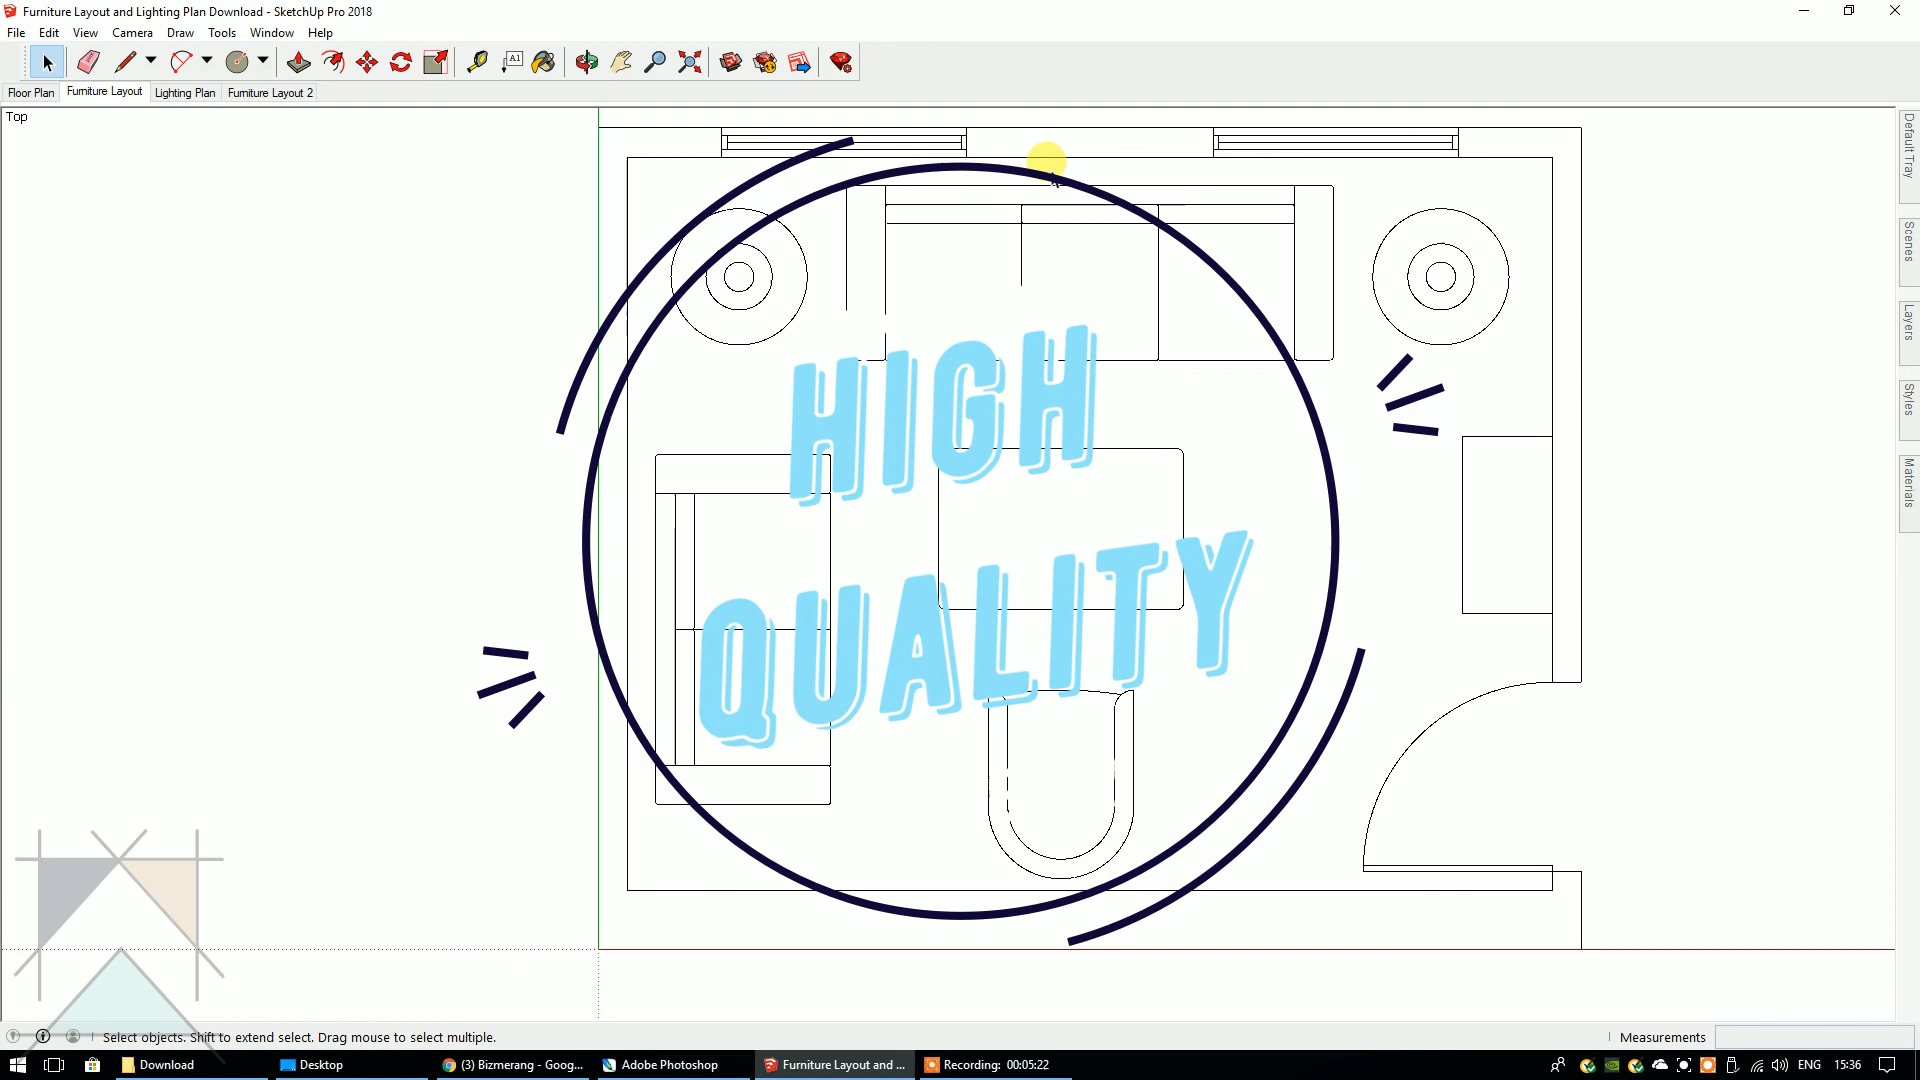 Furniture Layout and Lighting Plan Download - SketchUp Pro 2018
File Edit View Camera Draw Tools Window Help
A1
Floor Plan Furniture Layout Lighting Plan Furniture Layout 2
Top
Default Tray
Scenes
Layers
Styles
Materials
HIGH
QUALITY
Select objects. Shift to extend select. Drag mouse to select multiple.
Measurements
Download Desktop (3) Bizmerang - Goog... Adobe Photoshop Furniture Layout and ... Recording: 00:05:22 ENG 15:36